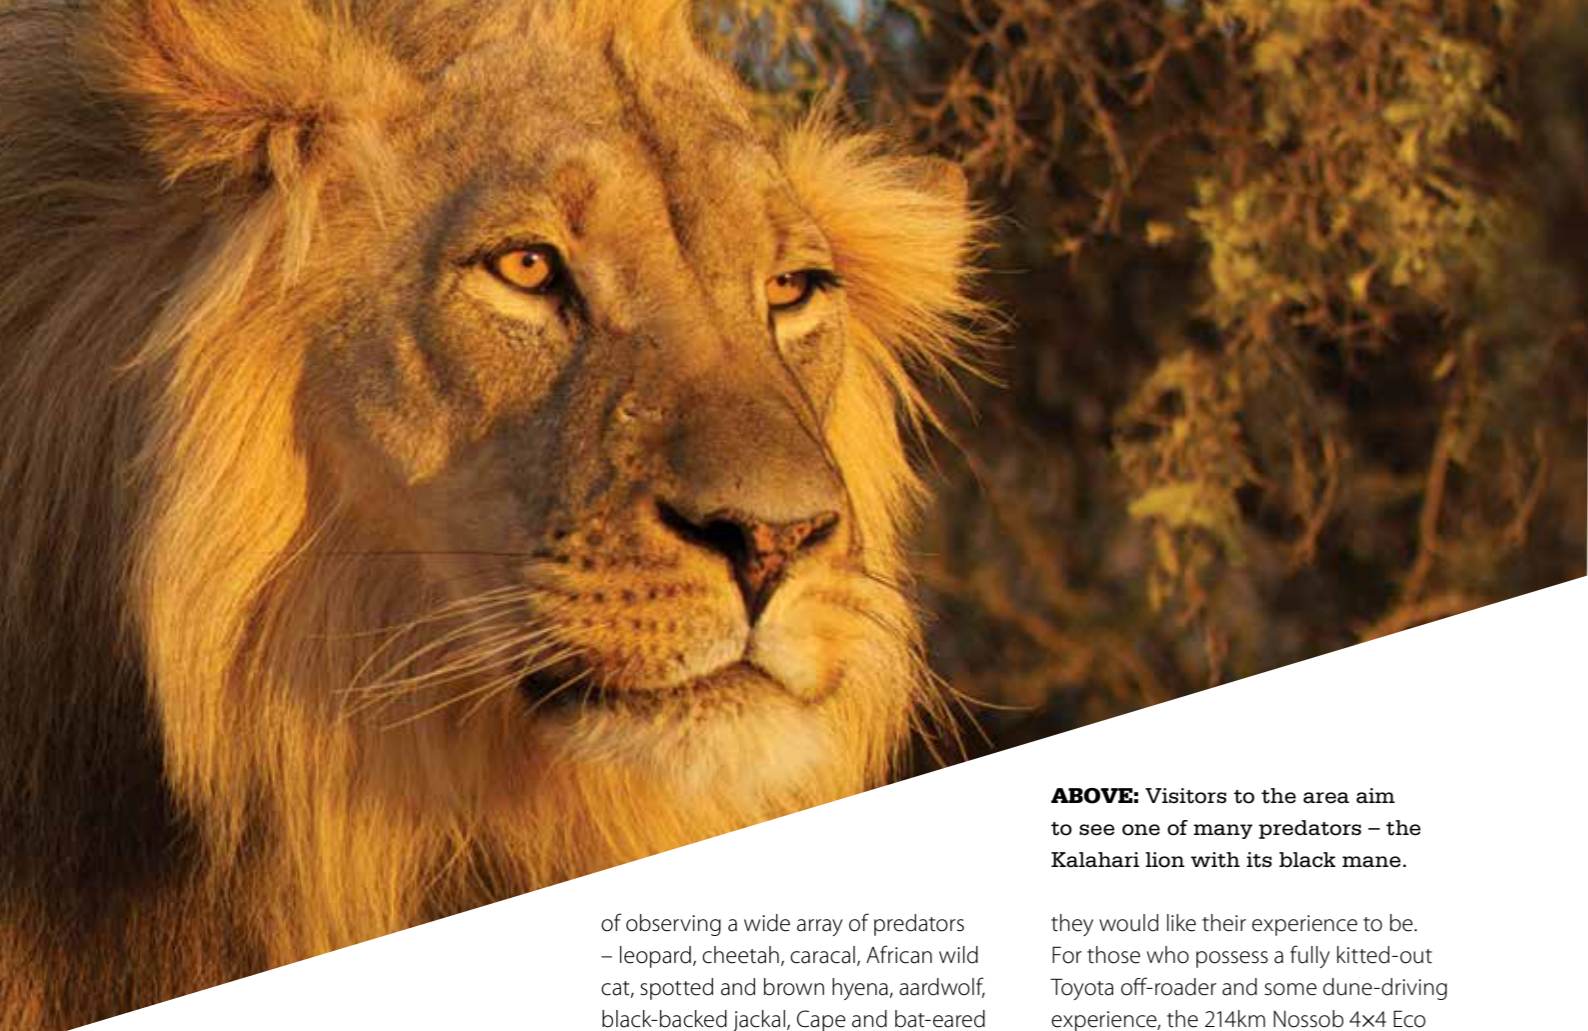 ABOVE: Visitors to the area aim
to see one of many predators – the
Kalahari lion with its black mane.
of observing a wide array of predators
– leopard, cheetah, caracal, African wild
cat, spotted and brown hyena, aardwolf,
black-backed jackal, Cape and bat-eared
they would like their experience to be.
For those who possess a fully kitted-out
Toyota off-roader and some dune-driving
experience, the 214km Nossob 4×4 Eco